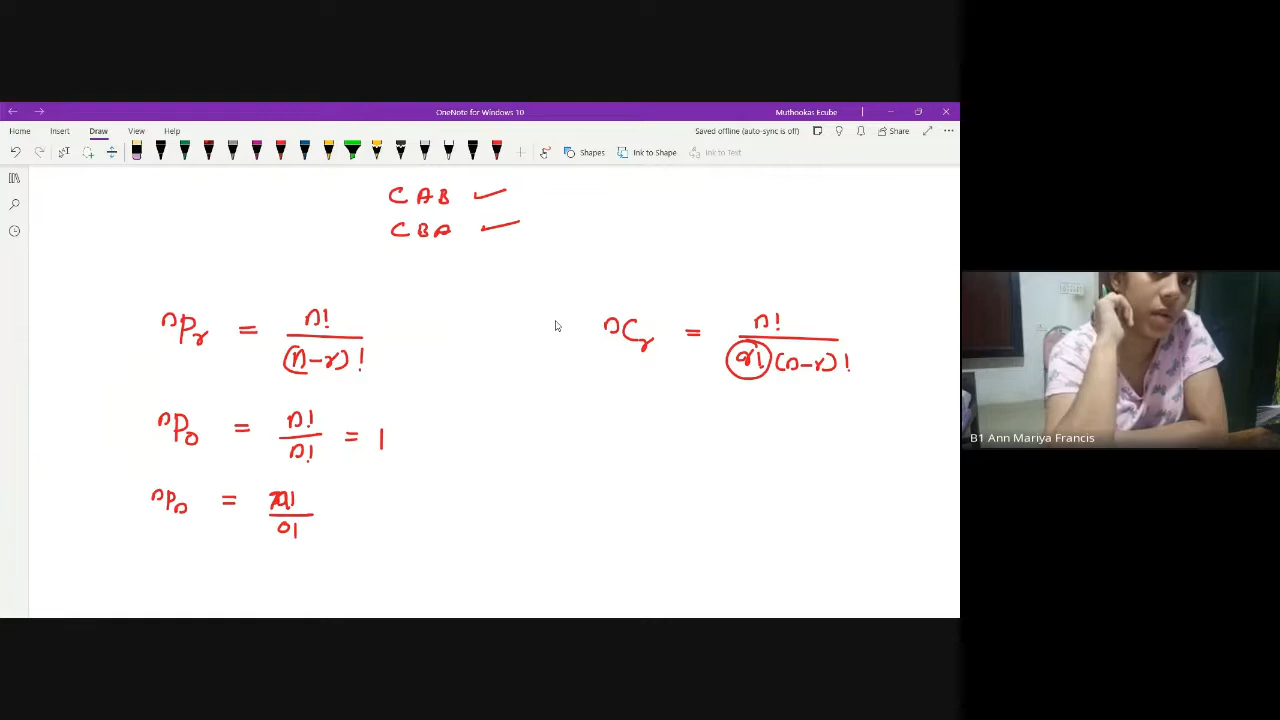 OneNote for Windows 10
Muthookas Ecube
Home Insert Draw View Help
Saved offline (auto-sync is off) Share
Shapes Ink to Shape Ink to Text
CAB ✓
CBA ✓
ⁿPᵣ = n!/(n-r)!
ⁿCᵣ = n!/r!(n-r)!
ⁿP₀ = n!/n! = 1
ⁿPₙ = n!/0!
B1 Ann Mariya Francis